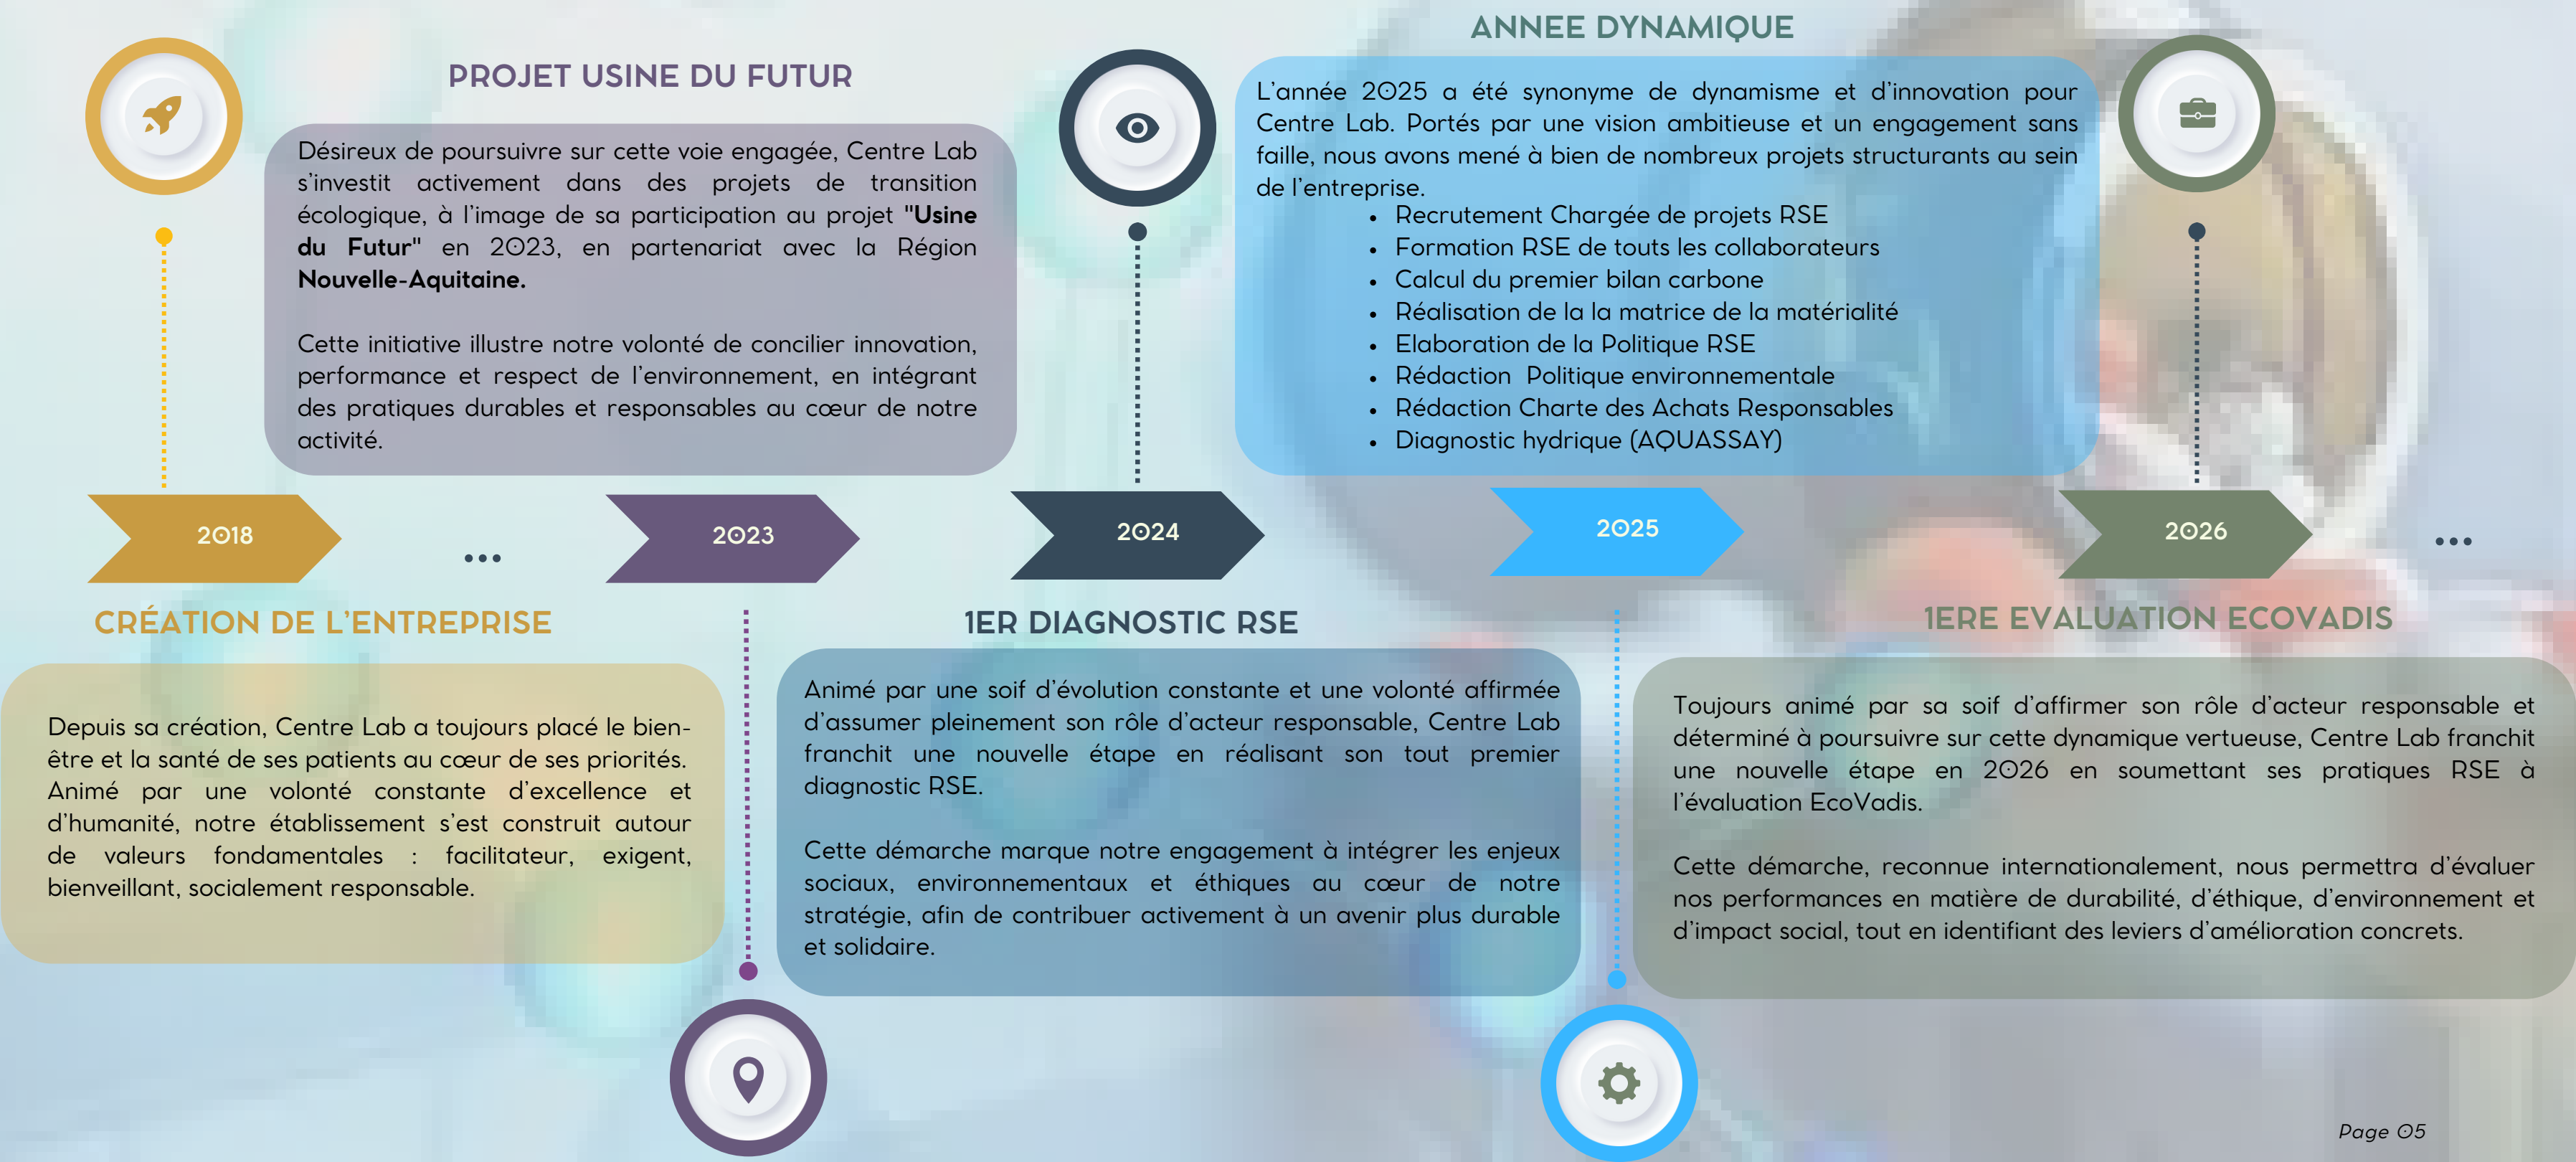 PROJET USINE DU FUTUR
Désireux de poursuivre sur cette voie engagée, Centre Lab
s'investit activement dans des projets de transition
écologique, à l'image de sa participation au projet "Usine
du Futur" en 2023, en partenariat avec la Région
Nouvelle-Aquitaine.
Cette initiative illustre notre volonté de concilier innovation,
performance et respect de l'environnement, en intégrant
des pratiques durables et responsables au cœur de notre
activité.
ANNEE DYNAMIQUE
L'année 2025 a été synonyme de dynamisme et d'innovation pour
Centre Lab. Portés par une vision ambitieuse et un engagement sans
faille, nous avons mené à bien de nombreux projets structurants au sein
de l'entreprise.
• Recrutement Chargée de projets RSE
• Formation RSE de touts les collaborateurs
• Calcul du premier bilan carbone
• Réalisation de la la matrice de la matérialité
• Elaboration de la Politique RSE
• Rédaction  Politique environnementale
• Rédaction Charte des Achats Responsables
• Diagnostic hydrique (AQUASSAY)
2018
...
2023
2024
2025
2026
...
CRÉATION DE L'ENTREPRISE
Depuis sa création, Centre Lab a toujours placé le bien-
être et la santé de ses patients au cœur de ses priorités.
Animé par une volonté constante d'excellence et
d'humanité, notre établissement s'est construit autour
de valeurs fondamentales : facilitateur, exigent,
bienveillant, socialement responsable.
1ER DIAGNOSTIC RSE
Animé par une soif d'évolution constante et une volonté affirmée
d'assumer pleinement son rôle d'acteur responsable, Centre Lab
franchit une nouvelle étape en réalisant son tout premier
diagnostic RSE.
Cette démarche marque notre engagement à intégrer les enjeux
sociaux, environnementaux et éthiques au cœur de notre
stratégie, afin de contribuer activement à un avenir plus durable
et solidaire.
1ERE EVALUATION ECOVADIS
Toujours animé par sa soif d'affirmer son rôle d'acteur responsable et
déterminé à poursuivre sur cette dynamique vertueuse, Centre Lab franchit
une nouvelle étape en 2026 en soumettant ses pratiques RSE à
l'évaluation EcoVadis.
Cette démarche, reconnue internationalement, nous permettra d'évaluer
nos performances en matière de durabilité, d'éthique, d'environnement et
d'impact social, tout en identifiant des leviers d'amélioration concrets.
Page 05